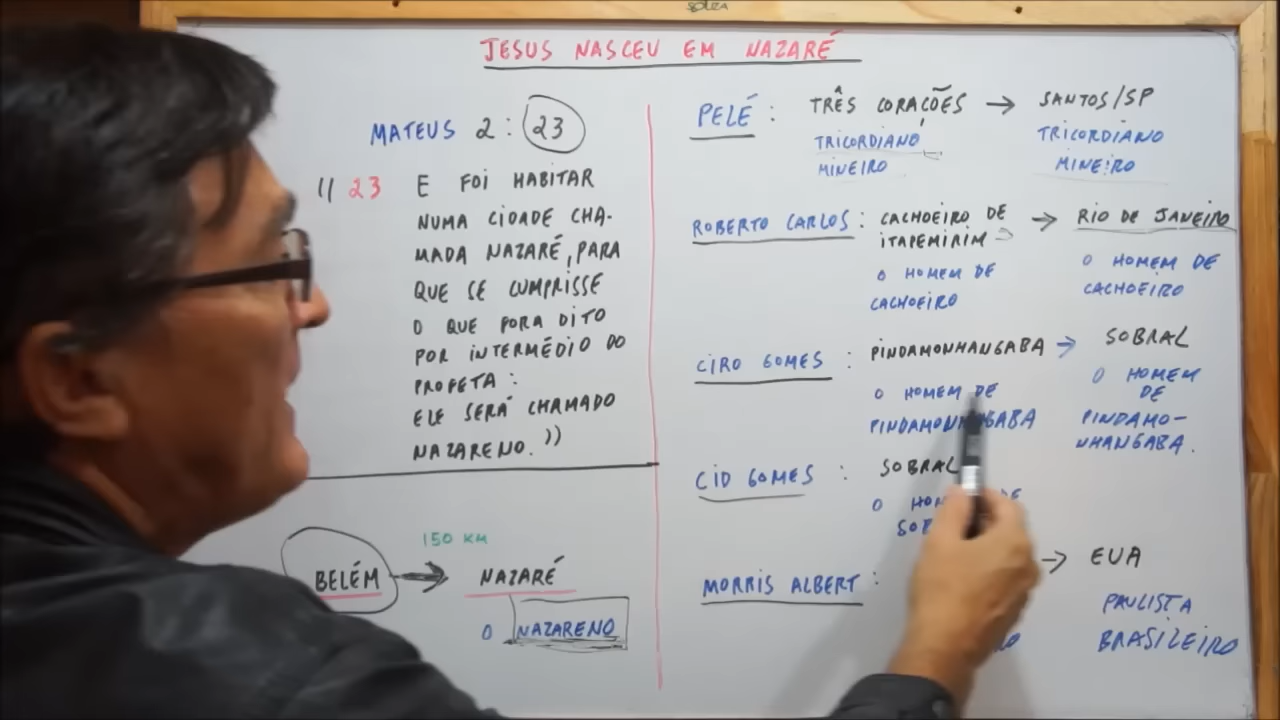 SOUZA
JESUS NASCEU EM NAZARÉ
MATEUS 2: 23
" 23 E FOI HABITAR
NUMA CIDADE CHA-
MADA NAZARÉ, PARA
QUE SE CUMPRISSE
O QUE FORA DITO
POR INTERMÉDIO DO
PROFETA:
ELE SERÁ CHAMADO
NAZARENO. "
BELÉM → 150 KM NAZARÉ
O NAZARENO
PELÉ: TRÊS CORAÇÕES → SANTOS/SP
TRICORDIANO TRICORDIANO
MINEIRO MINEIRO
ROBERTO CARLOS: CACHOEIRO DE → RIO DE JANEIRO
ITAPEMIRIM
O HOMEM DE O HOMEM DE
CACHOEIRO CACHOEIRO
CIRO GOMES: PINDAMONHANGABA → SOBRAL
O HOMEM DE O HOMEM
PINDAMONHANGABA DE
PINDAMO-
NHANGABA.
CID GOMES: SOBRAL
O
MORRIS ALBERT: → EUA
PAULISTA
BRASILEIRO